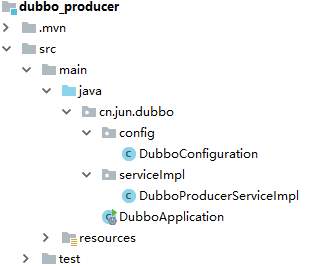 dubbo_producer
.mvn
src
main
java
cn.jun.dubbo
config
DubboConfiguration
serviceImpl
DubboProducerServiceImpl
DubboApplication
resources
test